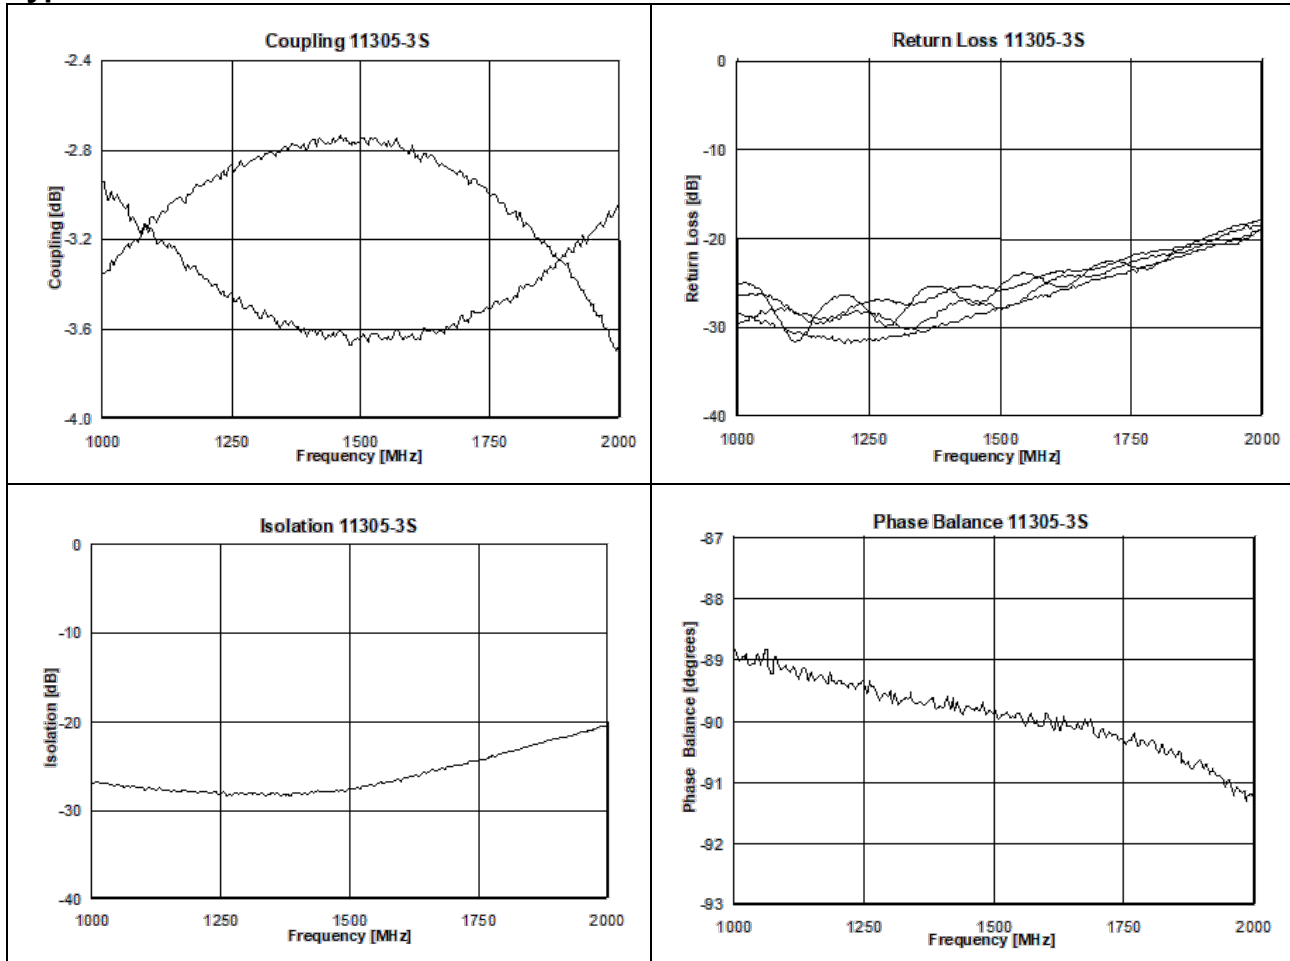 Coupling 11305-3S
-2.4
-2.8
-3.2
-3.6
-4.0
Coupling [dB]
1000 1250 1500 1750 2000
Frequency [MHz]
Return Loss 11305-3S
0
-10
-20
-30
-40
Return Loss [dB]
1000 1250 1500 1750 2000
Frequency [MHz]
Isolation 11305-3S
0
-10
-20
-30
-40
Isolation [dB]
1000 1250 1500 1750 2000
Frequency [MHz]
Phase Balance 11305-3S
-87
-88
-89
-90
-91
-92
-93
Phase Balance [degrees]
1000 1250 1500 1750 2000
Frequency [MHz]